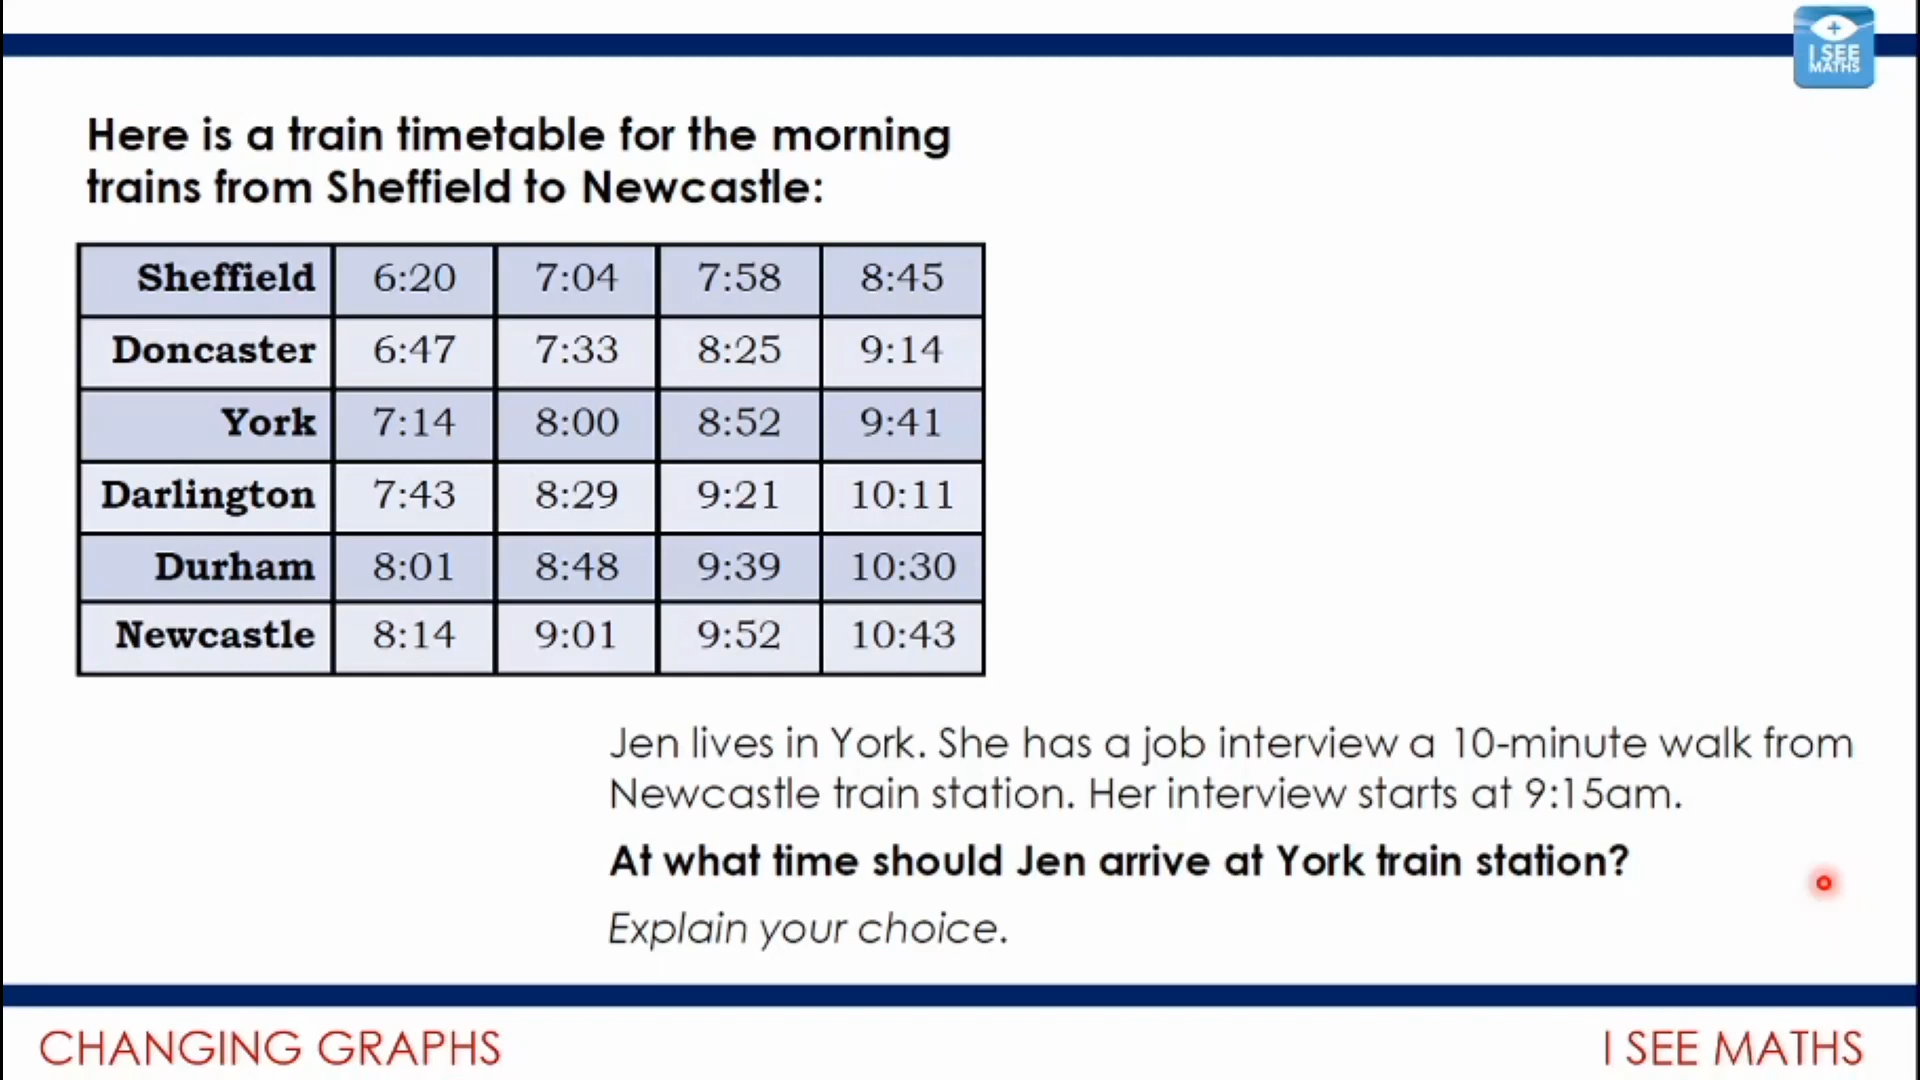 I SEE
MATHS
Here is a train timetable for the morning
trains from Sheffield to Newcastle:
Sheffield 6:20 7:04 7:58 8:45
Doncaster 6:47 7:33 8:25 9:14
York 7:14 8:00 8:52 9:41
Darlington 7:43 8:29 9:21 10:11
Durham 8:01 8:48 9:39 10:30
Newcastle 8:14 9:01 9:52 10:43
Jen lives in York. She has a job interview a 10-minute walk from
Newcastle train station. Her interview starts at 9:15am.
At what time should Jen arrive at York train station?
Explain your choice.
CHANGING GRAPHS I SEE MATHS